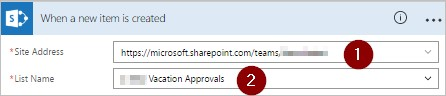 When a new item is created
* Site Address https://microsoft.sharepoint.com/teams/ 1
* List Name Vacation Approvals 2